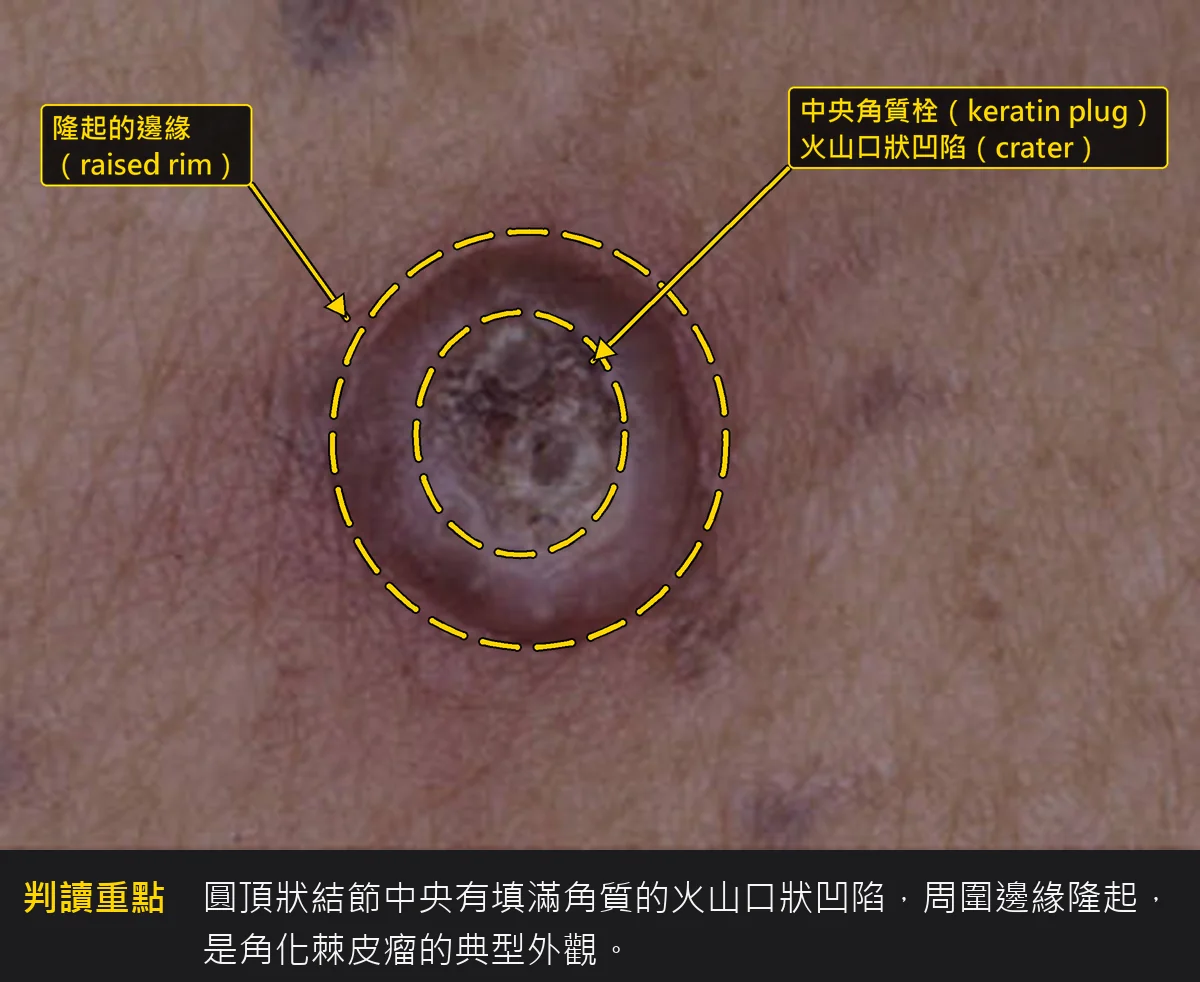 隆起的邊緣
（raised rim）
中央角質栓（keratin plug）
火山口狀凹陷（crater）
判讀重點 圓頂狀結節中央有填滿角質的火山口狀凹陷，周圍邊緣隆起，
是角化棘皮瘤的典型外觀。